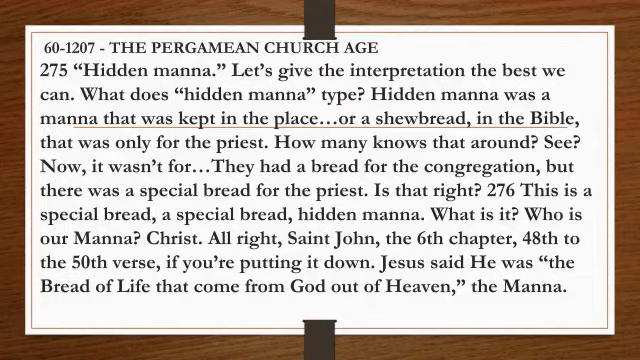 60-1207 - THE PERGAMEAN CHURCH AGE
275 “Hidden manna.” Let’s give the interpretation the best we
can. What does “hidden manna” type? Hidden manna was a
manna that was kept in the place…or a shewbread, in the Bible,
that was only for the priest. How many knows that around? See?
Now, it wasn’t for…They had a bread for the congregation, but
there was a special bread for the priest. Is that right? 276 This is a
special bread, a special bread, hidden manna. What is it? Who is
our Manna? Christ. All right, Saint John, the 6th chapter, 48th to
the 50th verse, if you’re putting it down. Jesus said He was “the
Bread of Life that come from God out of Heaven,” the Manna.